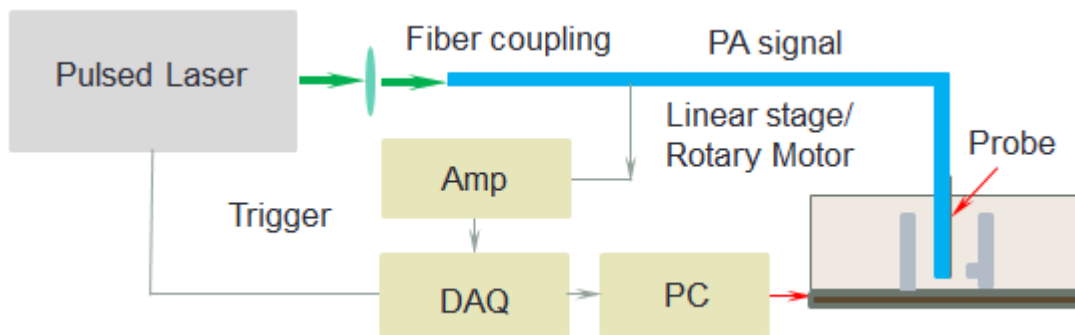 Pulsed Laser
Fiber coupling
PA signal
Linear stage/
Rotary Motor
Probe
Amp
Trigger
DAQ
PC